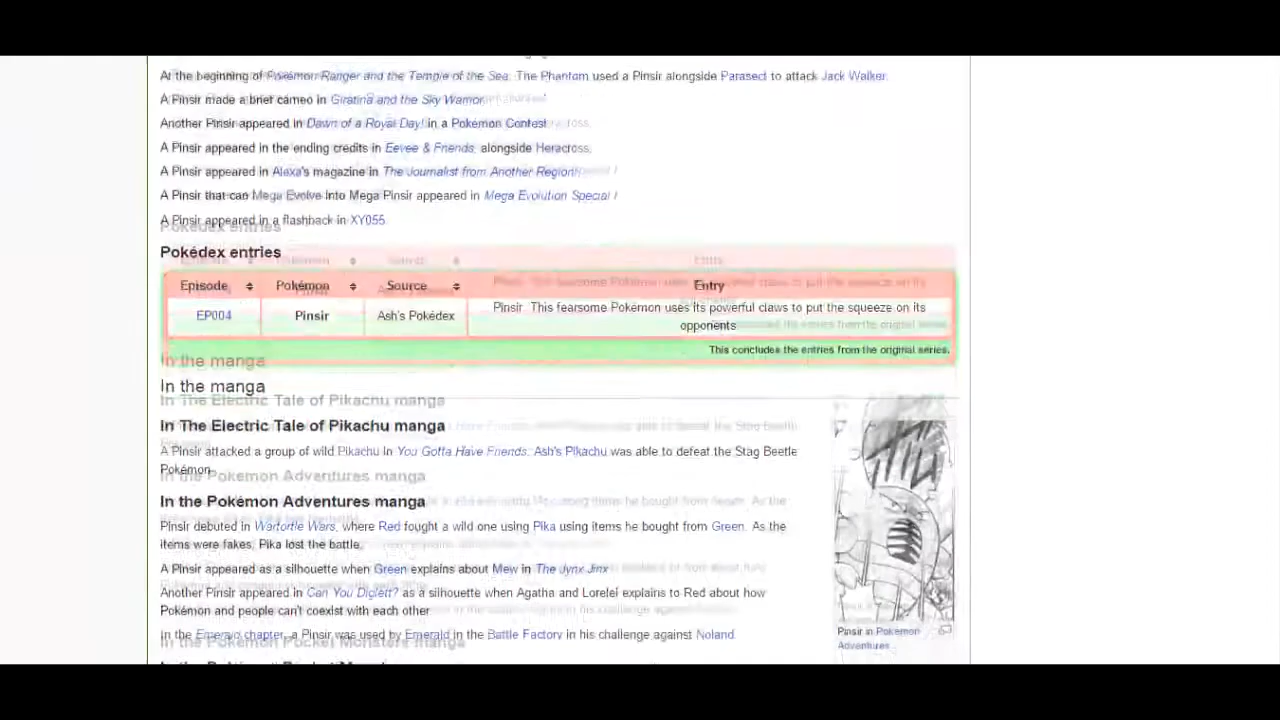 At the beginning of Pokémon Ranger and the Temple of the Sea, The Phantom used a Pinsir alongside Parasect to attack Jack Walker.
A Pinsir made a brief cameo in Giratina and the Sky Warrior.
Another Pinsir appeared in Dawn of a Royal Day! in a Pokémon Contest.
A Pinsir appeared in the ending credits in Eevee & Friends, alongside Heracross.
A Pinsir appeared in Alexa's magazine in The Journalist from Another Region!.
A Pinsir that can Mega Evolve into Mega Pinsir appeared in Mega Evolution Special I
A Pinsir appeared in a flashback in XY055.
Pokédex entries
Episode Pokémon Source Entry
EP004 Pinsir Ash's Pokédex Pinsir. This fearsome Pokémon uses its powerful claws to put the squeeze on its
opponents
This concludes the entries from the original series.
In the manga
In The Electric Tale of Pikachu manga
A Pinsir attacked a group of wild Pikachu in You Gotta Have Friends. Ash's Pikachu was able to defeat the Stag Beetle
Pokémon.
In the Pokémon Adventures manga
Pinsir debuted in Wartortle Wars, where Red fought a wild one using Pika using items he bought from Green. As the
items were fakes, Pika lost the battle.
A Pinsir appeared as a silhouette when Green explains about Mew in The Jynx Jinx
Another Pinsir appeared in Can You Diglett? as a silhouette when Agatha and Lorelei explains to Red about how
Pokémon and people can't coexist with each other
In the Emerald chapter, a Pinsir was used by Emerald in the Battle Factory in his challenge against Noland.
Pinsir in Pokémon
Adventures